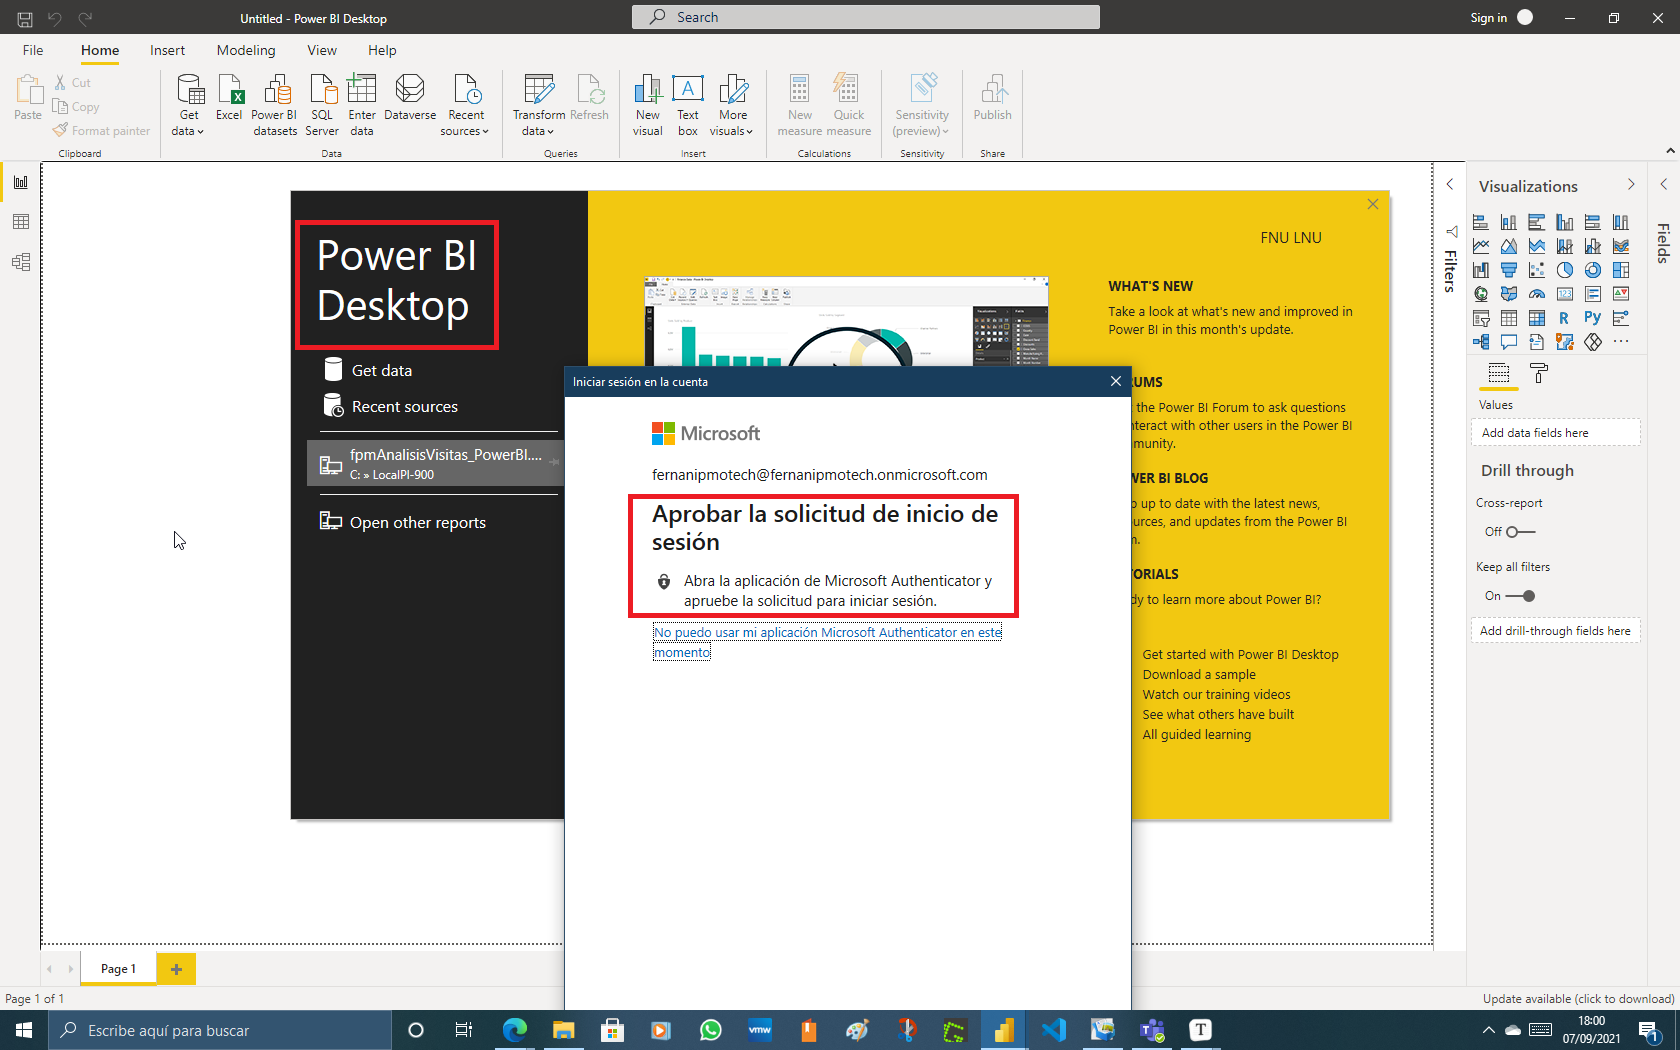 Untitled - Power BI Desktop
Search
Sign in
File
Home
Insert
Modeling
View
Help
Paste
Cut
Copy
Format painter
Clipboard
Get data
Excel
Power BI datasets
SQL Server
Enter data
Dataverse
Recent sources
Data
Transform data
Refresh
Queries
New visual
Text box
More visuals
Insert
New measure
Quick measure
Calculations
Sensitivity (preview)
Sensitivity
Publish
Share
Power BI
Desktop
Get data
Recent sources
fpmAnalisisVisitas_PowerBI....
C: » LocalPI-900
Open other reports
FNU LNU
WHAT'S NEW
Take a look at what's new and improved in
Power BI in this month's update.
UMS
the Power BI Forum to ask questions
nteract with other users in the Power BI
munity.
WER BI BLOG
p up to date with the latest news,
urces, and updates from the Power BI
n.
ORIALS
dy to learn more about Power BI?
Get started with Power BI Desktop
Download a sample
Watch our training videos
See what others have built
All guided learning
Iniciar sesión en la cuenta
Microsoft
fernanipmotech@fernanipmotech.onmicrosoft.com
Aprobar la solicitud de inicio de
sesión
Abra la aplicación de Microsoft Authenticator y
apruebe la solicitud para iniciar sesión.
No puedo usar mi aplicación Microsoft Authenticator en este
momento
Filters
Visualizations
R
Py
123
Values
Add data fields here
Drill through
Cross-report
Off
Keep all filters
On
Add drill-through fields here
Fields
Page 1
Page 1 of 1
Update available (click to download)
Escribe aquí para buscar
vmw
T
18:00
07/09/2021
1